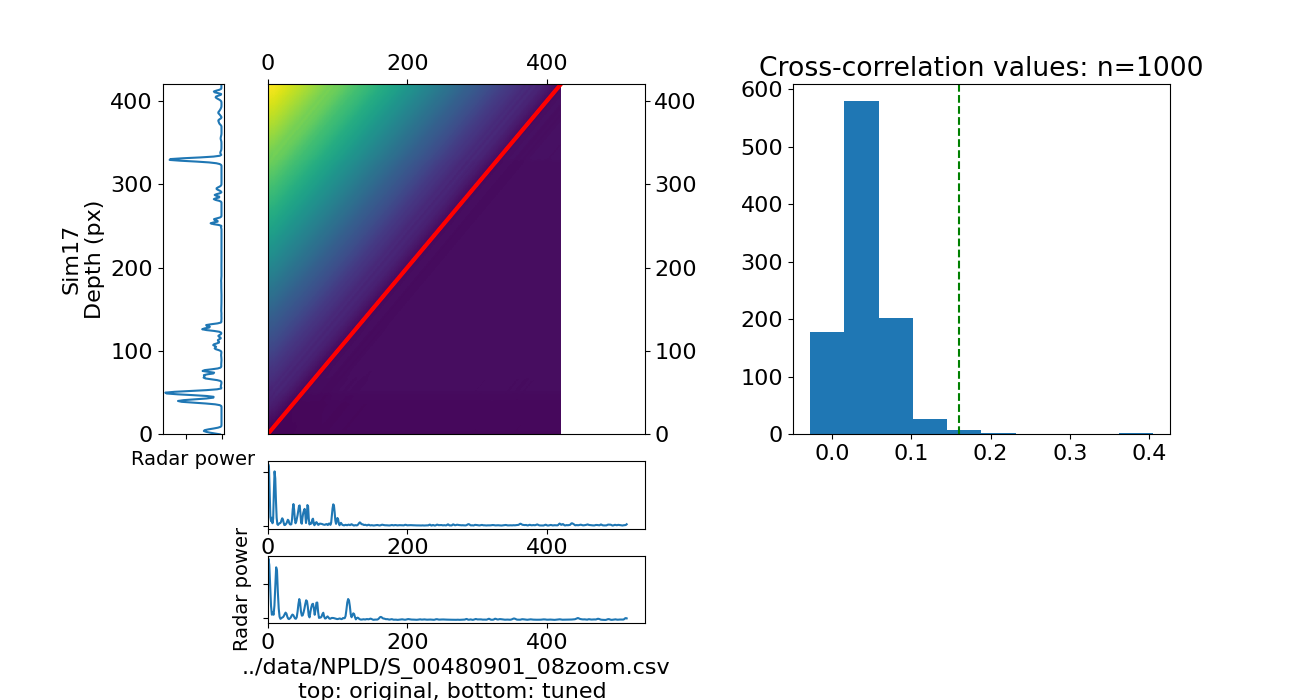 0 200 400
Cross-correlation values: n=1000
400
300
200
100
0
Sim17
Depth (px)
Radar power
400
300
200
100
0
600
500
400
300
200
100
0
0.0 0.1 0.2 0.3 0.4
0 200 400
Radar power
0 200 400
../data/NPLD/S_00480901_08zoom.csv
top: original, bottom: tuned